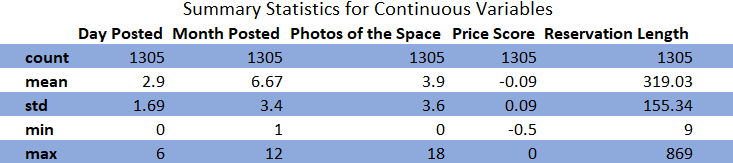 Summary Statistics for Continuous Variables
Day Posted Month Posted Photos of the Space Price Score Reservation Length
count 1305 1305 1305 1305 1305
mean 2.9 6.67 3.9 -0.09 319.03
std 1.69 3.4 3.6 0.09 155.34
min 0 1 0 -0.5 9
max 6 12 18 0 869